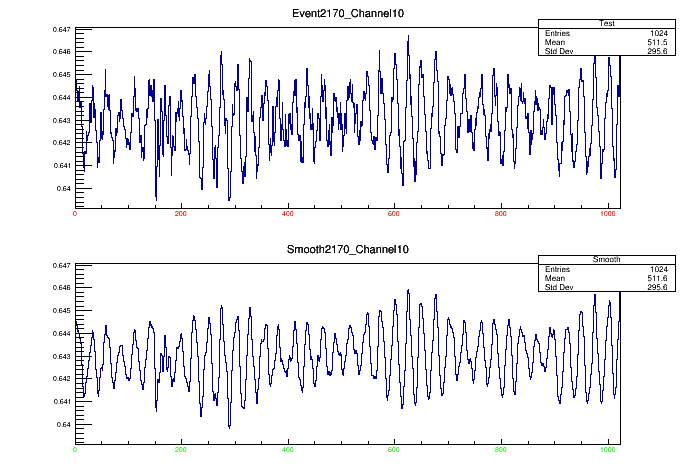 Event2170_Channel10
Test
Entries 1024
Mean 511.5
Std Dev 295.6
0.647
0.646
0.645
0.644
0.643
0.642
0.641
0.64
0 200 400 600 800 1000
Smooth2170_Channel10
Smooth
Entries 1024
Mean 511.6
Std Dev 295.6
0.647
0.646
0.645
0.644
0.643
0.642
0.641
0.64
0 200 400 600 800 1000